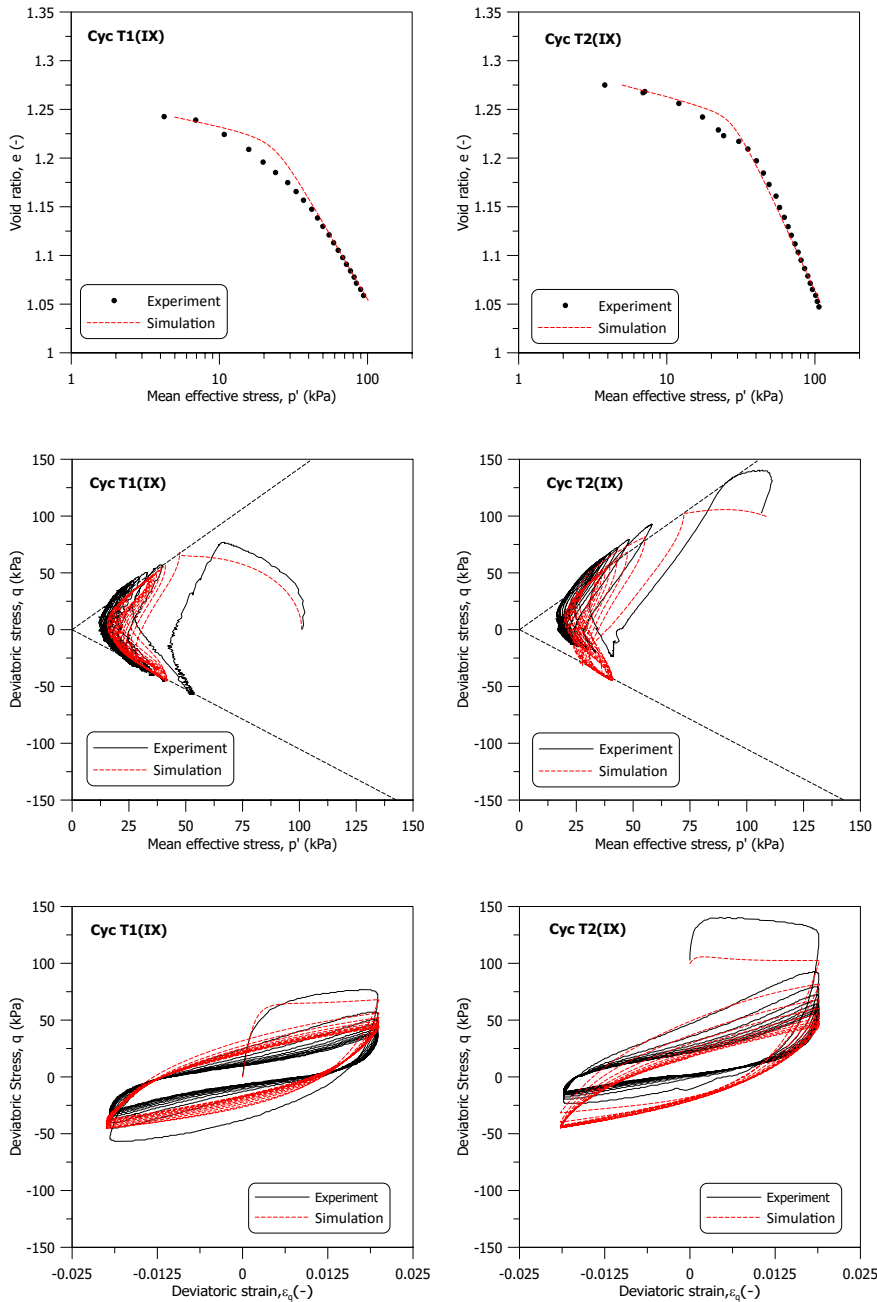 Cyc T1(IX)
1.35
1.3
1.25
1.2
1.15
1.1
1.05
1
Void ratio, e (-)
Experiment
Simulation
1
10
100
Mean effective stress, p' (kPa)
Cyc T2(IX)
1.35
1.3
1.25
1.2
1.15
1.1
1.05
1
Void ratio, e (-)
Experiment
Simulation
1
10
100
Mean effective stress, p' (kPa)
Cyc T1(IX)
150
100
50
0
-50
-100
-150
Deviatoric stress, q (kPa)
Experiment
Simulation
0
25
50
75
100
125
150
Mean effective stress, p' (kPa)
Cyc T2(IX)
150
100
50
0
-50
-100
-150
Deviatoric stress, q (kPa)
Experiment
Simulation
0
25
50
75
100
125
150
Mean effective stress, p' (kPa)
Cyc T1(IX)
150
100
50
0
-50
-100
-150
Deviatoric Stress, q (kPa)
Experiment
Simulation
-0.025
-0.0125
0
0.0125
0.025
Deviatoric strain,εq(-)
Cyc T2(IX)
150
100
50
0
-50
-100
-150
Deviatoric Stress, q (kPa)
Experiment
Simulation
-0.025
-0.0125
0
0.0125
0.025
Deviatoric strain,εq(-)